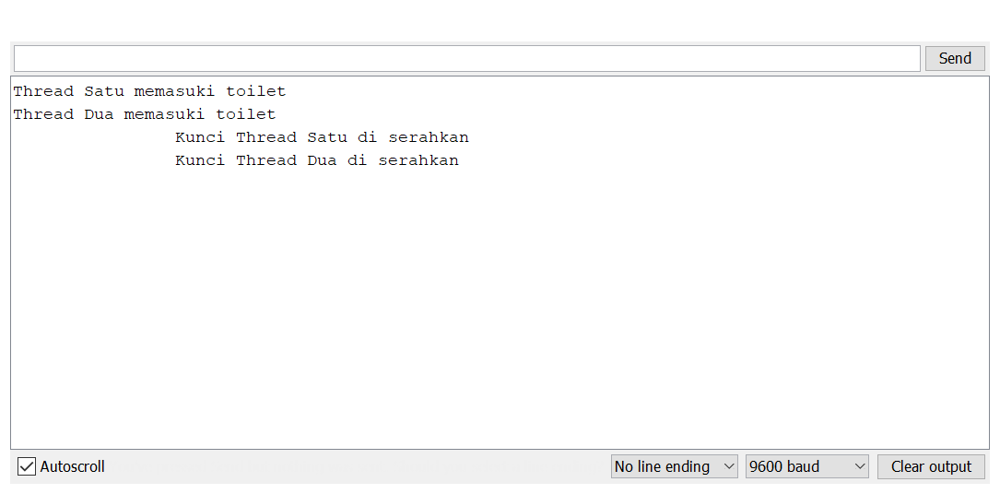 Send
Thread Satu memasuki toilet
Thread Dua memasuki toilet
Kunci Thread Satu di serahkan
Kunci Thread Dua di serahkan
Autoscroll
No line ending
9600 baud
Clear output